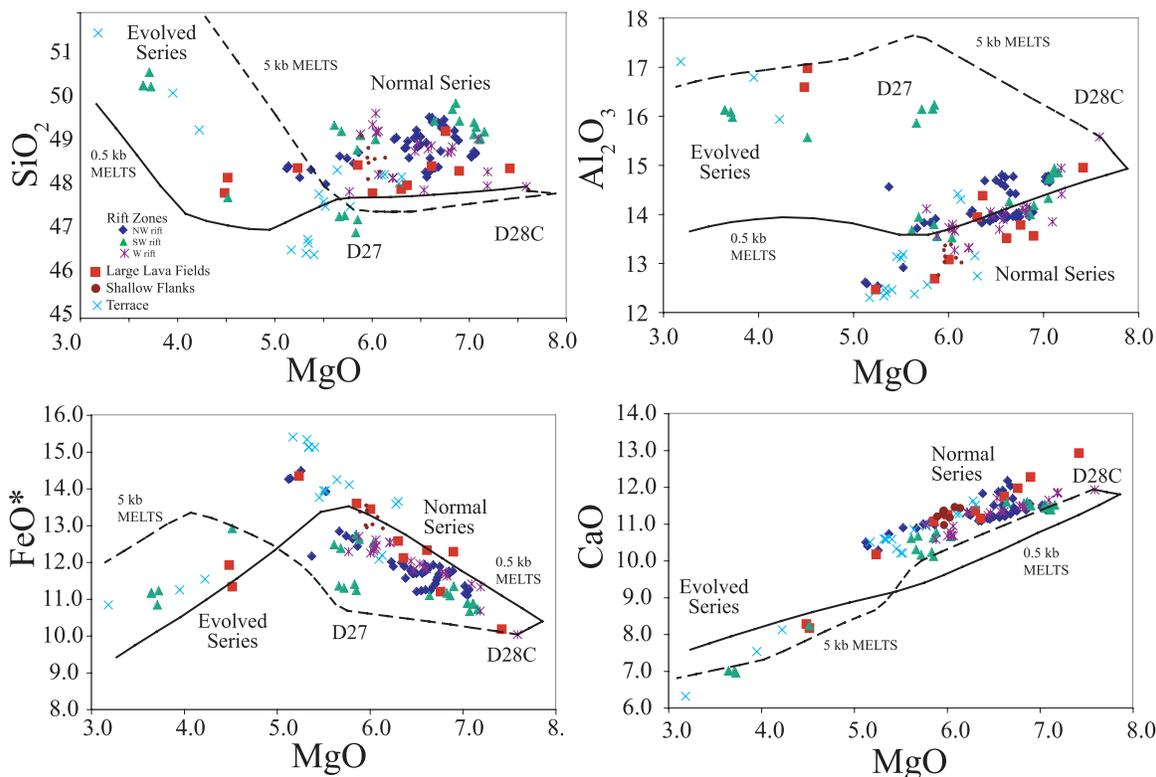 51
50
49
48
47
46
45
SiO2
Evolved
Series
5 kb MELTS
Normal Series
0.5 kb
MELTS
Rift Zones
NW rift
SW rift
W rift
Large Lava Fields
Shallow Flanks
Terrace
D27
D28C
3.0 4.0 5.0 6.0 7.0 8.0
MgO
18
17
16
15
14
13
12
Al2O3
5 kb MELTS
D27
D28C
Evolved
Series
0.5 kb
MELTS
Normal Series
3.0 4.0 5.0 6.0 7.0 8.0
MgO
16.0
15.0
14.0
13.0
12.0
11.0
10.0
9.0
8.0
FeO*
5 kb
MELTS
Normal
Series
0.5 kb
MELTS
Evolved
Series
D27
D28C
3.0 4.0 5.0 6.0 7.0 8.
MgO
14.0
13.0
12.0
11.0
10.0
9.0
8.0
7.0
6.0
CaO
Normal
Series
D28C
0.5 kb
MELTS
Evolved
Series
5 kb MELTS
3.0 4.0 5.0 6.0 7.0 8.0
MgO